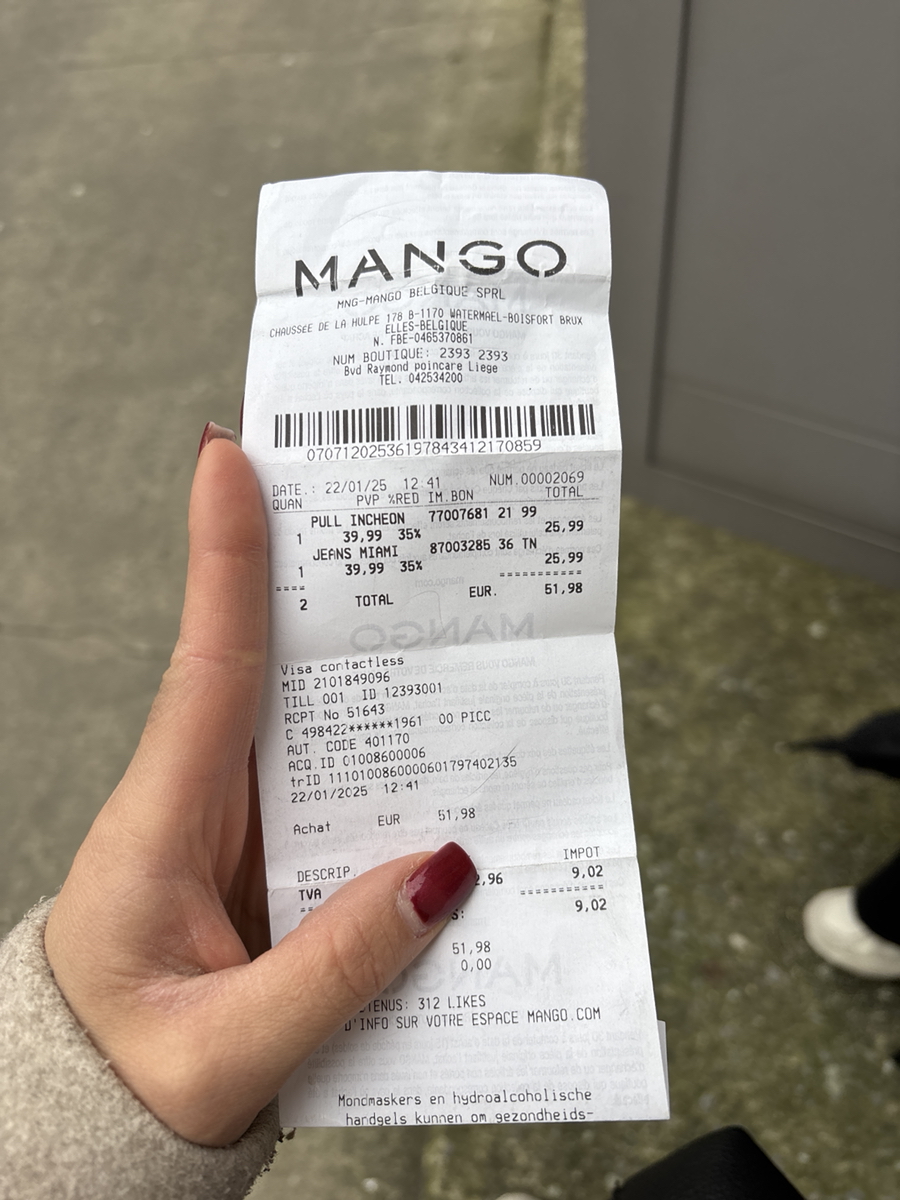 MANGO
MNG-MANGO BELGIQUE SPRL
CHAUSSÉE DE LA HULPE 178 B-1170 WATERMAEL-BOISFORT BRUX
ELLES-BELGIQUE
N. FBE-0465370861
NUM BOUTIQUE: 2393 2393
Bvd Raymond poincare Liege
TEL. 042534200
07071202536197843412170859
DATE.: 22/01/25 12:41 NUM.00002069
QUAN PVP %RED IM.BON TOTAL
PULL INCHEON 77007681 21 99
1 39,99 35% 25,99
JEANS MIAMI 87003285 36 TN
1 39,99 35% 25,99
==== ==========
2 TOTAL EUR. 51,98
Visa contactless
MID 2101849096
TILL 001 ID 12393001
RCPT No 51643
C 498422******1961 00 PICC
AUT. CODE 401170
ACQ.ID 01008600006
trID 1110100860000601797402135
22/01/2025 12:41
Achat EUR 51,98
DESCRIP. IMPOT
TVA 2,96 9,02
== ==========
S: 9,02
51,98
0,00
TENUS: 312 LIKES
D'INFO SUR VOTRE ESPACE MANGO.COM
Mondmaskers en hydroalcoholische
handgels kunnen om gezondheids-